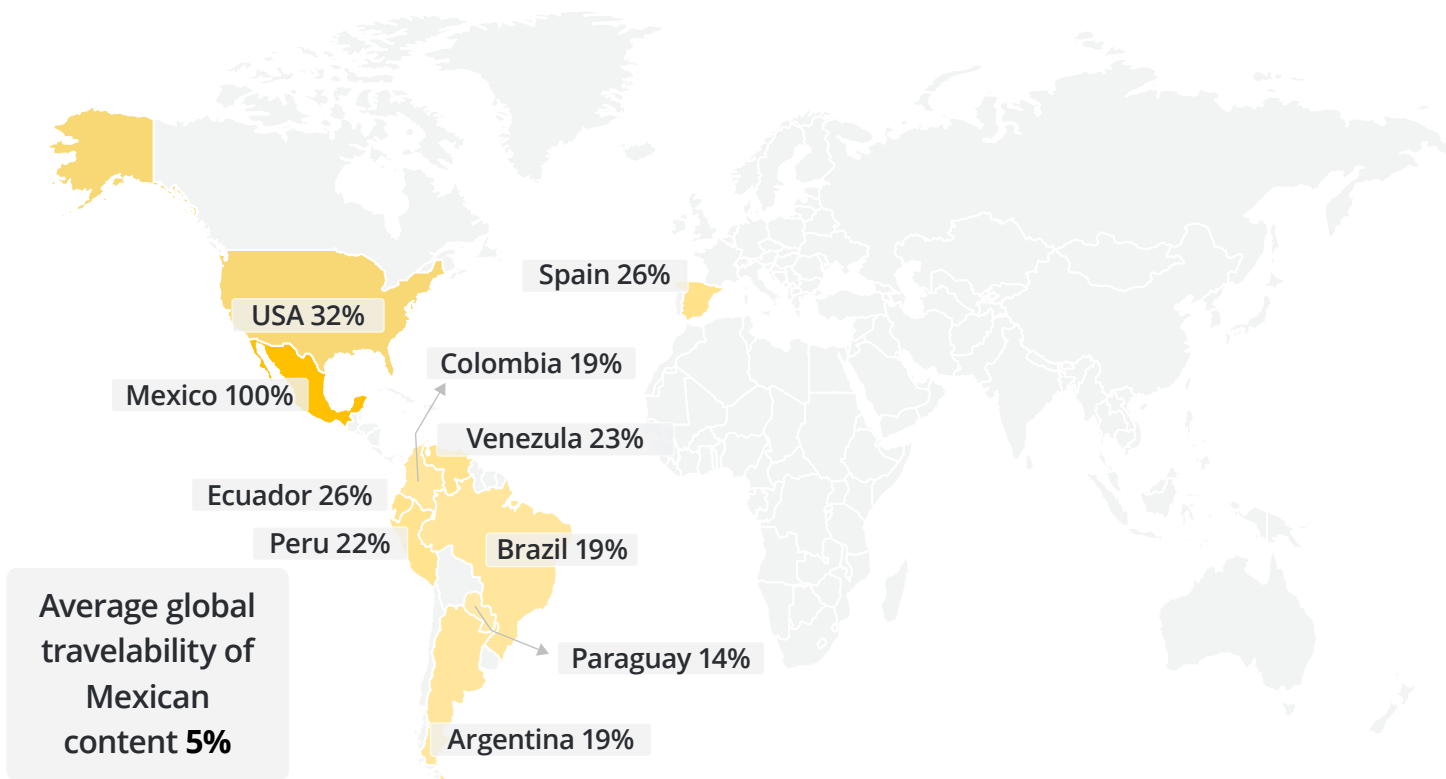 Spain 26%
USA 32%
Colombia 19%
Mexico 100%
Venezula 23%
Ecuador 26%
Peru 22%
Brazil 19%
Average global
travelability of
Mexican
content 5%
Paraguay 14%
Argentina 19%